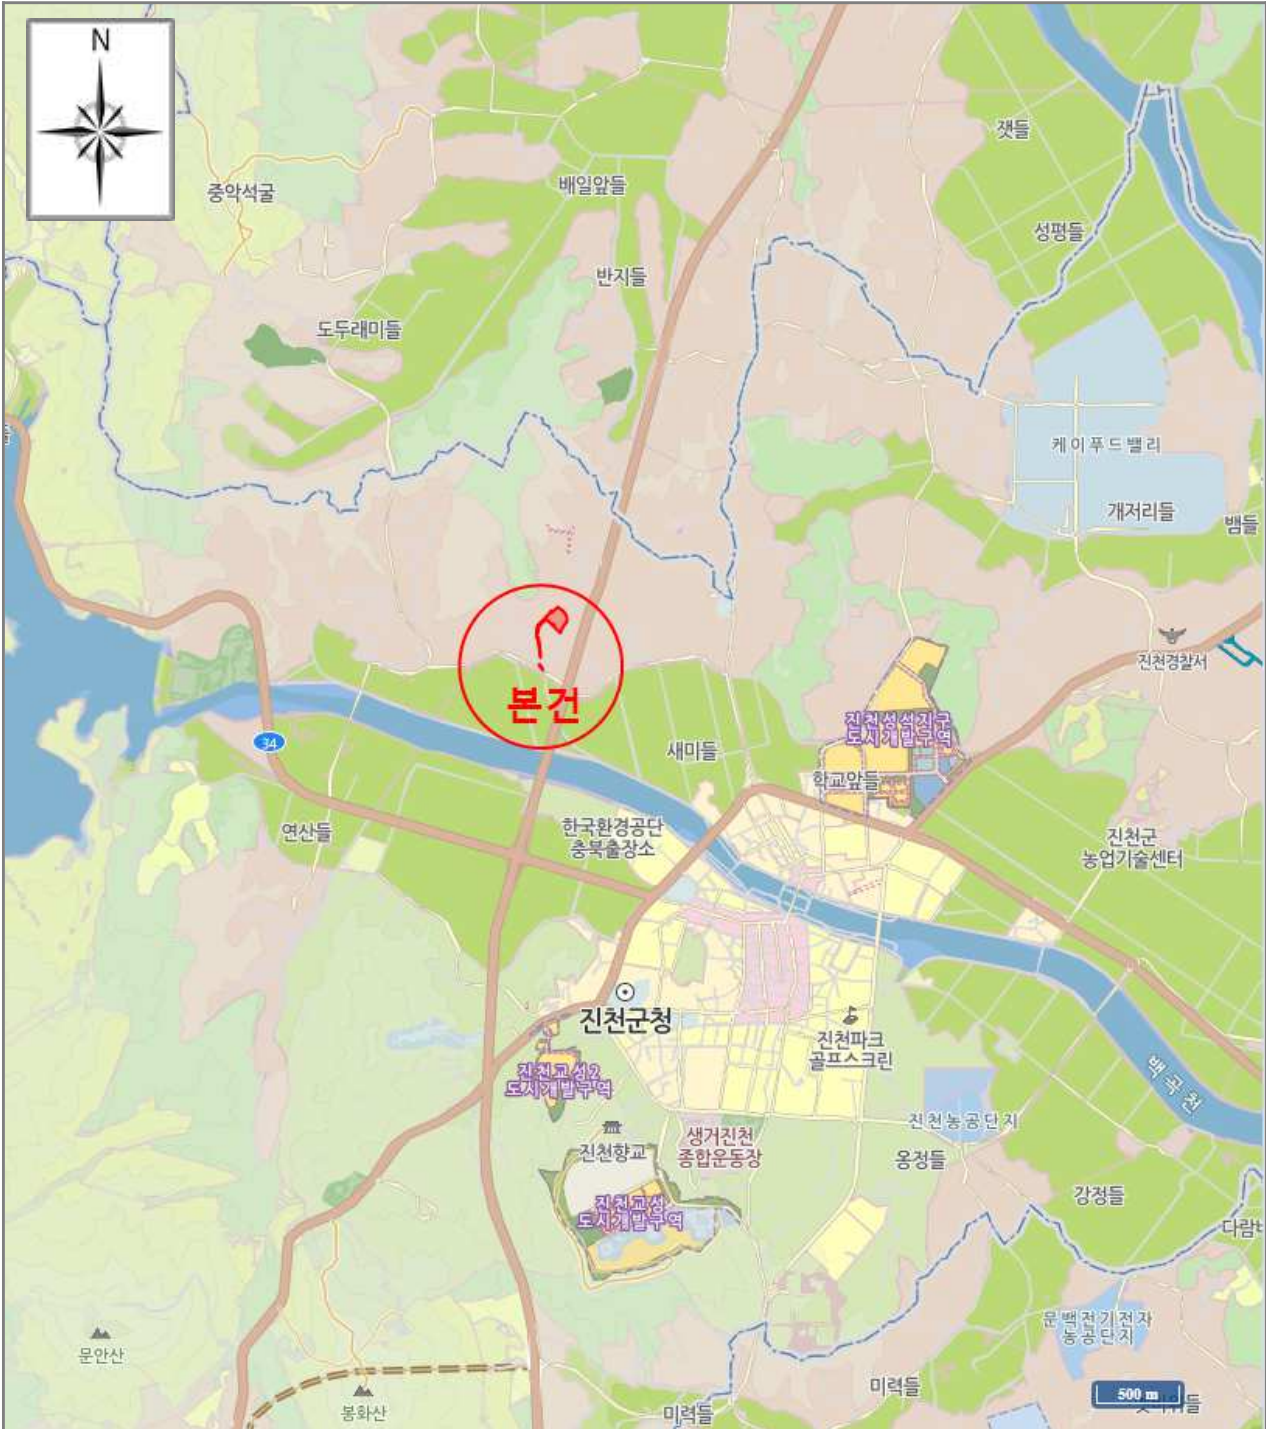 N
잿들
배일앞들
중악석굴
성평들
반지들
도두래미들
케이푸드밸리
개저리들
뱀들
진천경찰서
본건
진천성석지구
도시개발구역
34
새미들
학교앞들
연산들
한국환경공단
충북출장소
진천군
농업기술센터
진천군청
진천파크
골프스크린
진천교성2
도시개발구역
백곡천
진천농공단지
생거진천
종합운동장
진천향교
옹정들
강정들
진천교성
도시개발구역
문백전기전자
농공단지
문안산
미력들
500 m
봉화산
미력들